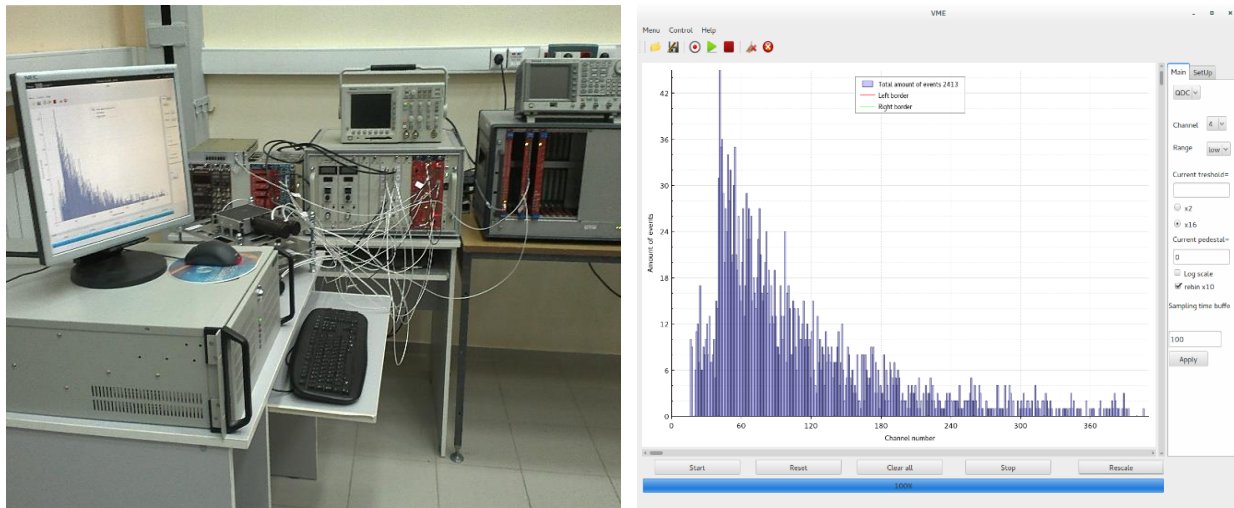 NEC
VME
Menu Control Help
Total amount of events 2413
Left border
Right border
Amount of events
42
36
30
24
18
12
6
0
0 60 120 180 240 300 360
Channel number
Main SetUp
QDC
Channel 4
Range low
Current treshold=
x2
x16
Current pedestal=
0
Log scale
rebin x10
Sampling time buffe
100
Apply
Start Reset Clear all Stop Rescale
100%